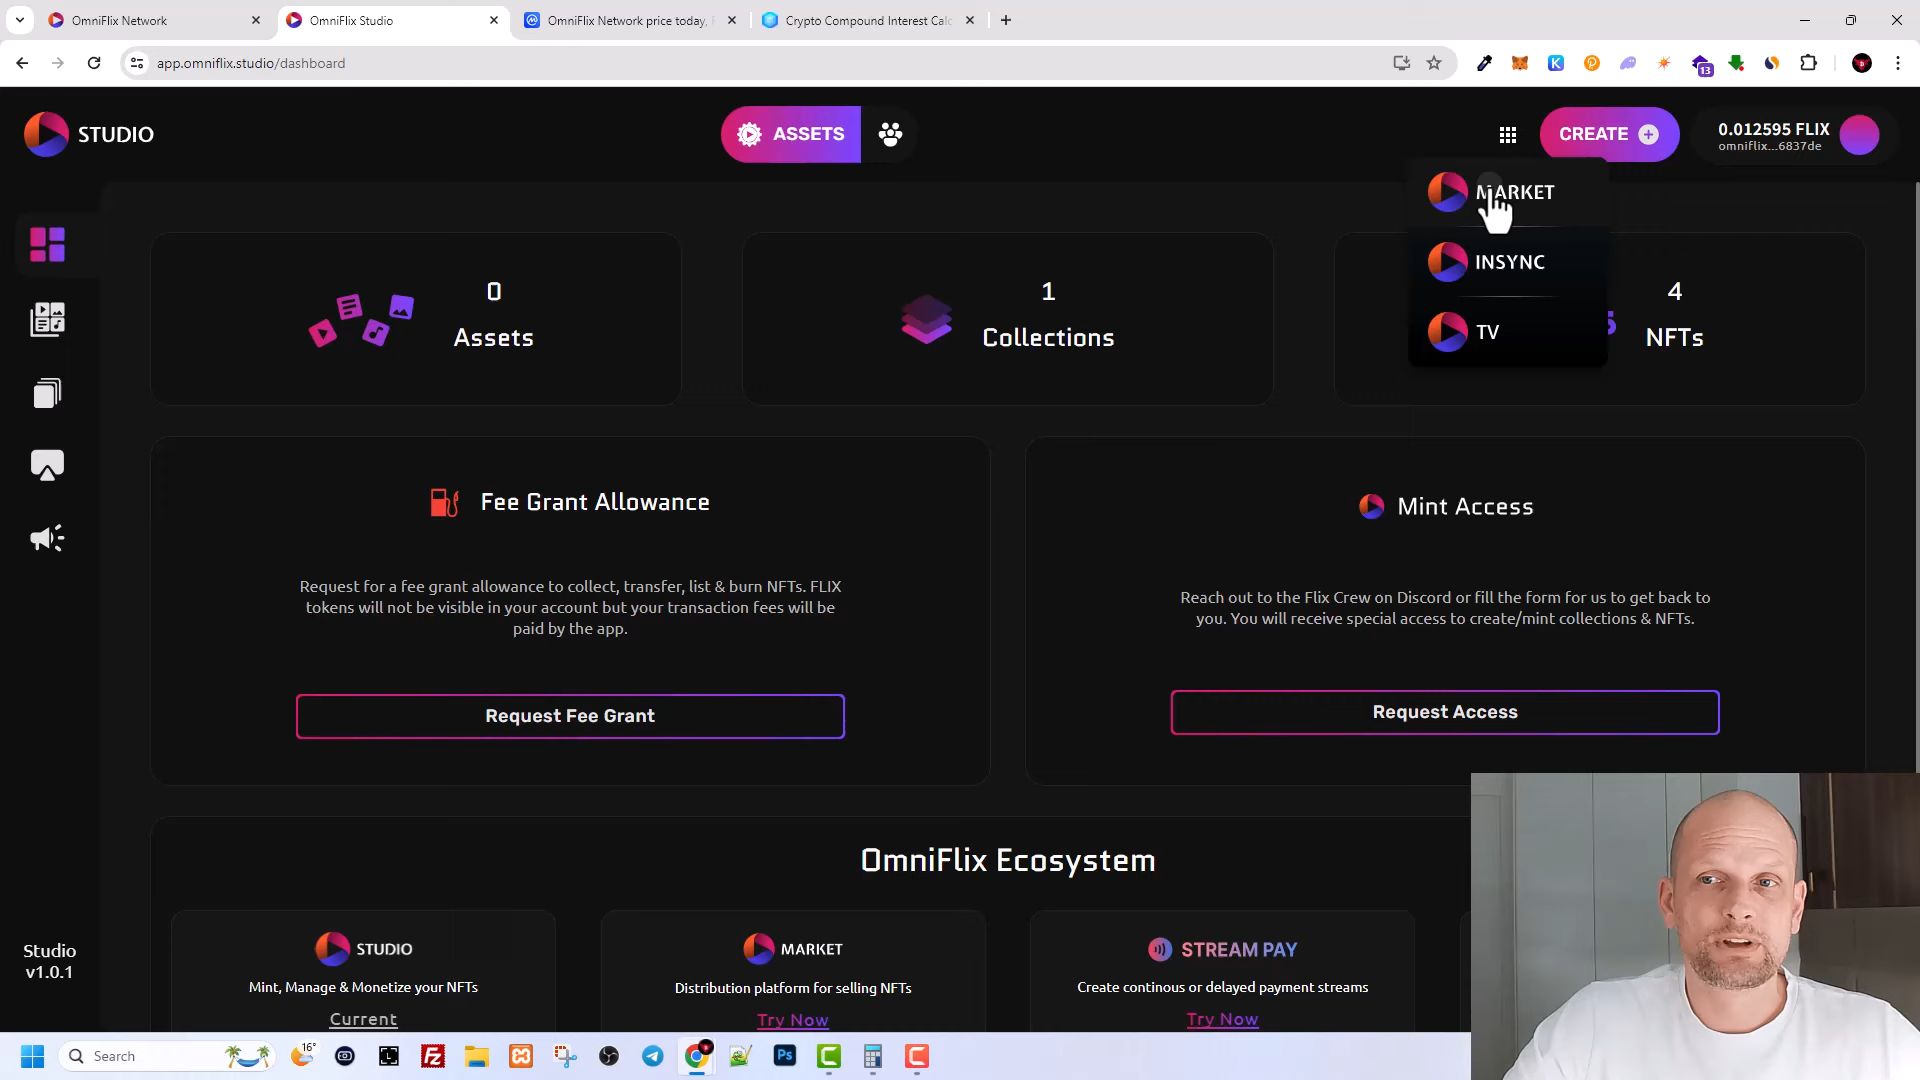 OmniFlix Network
OmniFlix Studio
OmniFlix Network price today,
Crypto Compound Interest Calc
app.omniflix.studio/dashboard
13
STUDIO
ASSETS
CREATE
0.012595 FLIX
omniflix...6837de
MARKET
INSYNC
TV
0
Assets
1
Collections
4
NFTs
Fee Grant Allowance
Request for a fee grant allowance to collect, transfer, list & burn NFTs. FLIX
tokens will not be visible in your account but your transaction fees will be
paid by the app.
Request Fee Grant
Mint Access
Reach out to the Flix Crew on Discord or fill the form for us to get back to
you. You will receive special access to create/mint collections & NFTs.
Request Access
OmniFlix Ecosystem
STUDIO
Mint, Manage & Monetize your NFTs
Current
MARKET
Distribution platform for selling NFTs
Try Now
STREAM PAY
Create continous or delayed payment streams
Try Now
Studio
v1.0.1
Search
16°
Ps